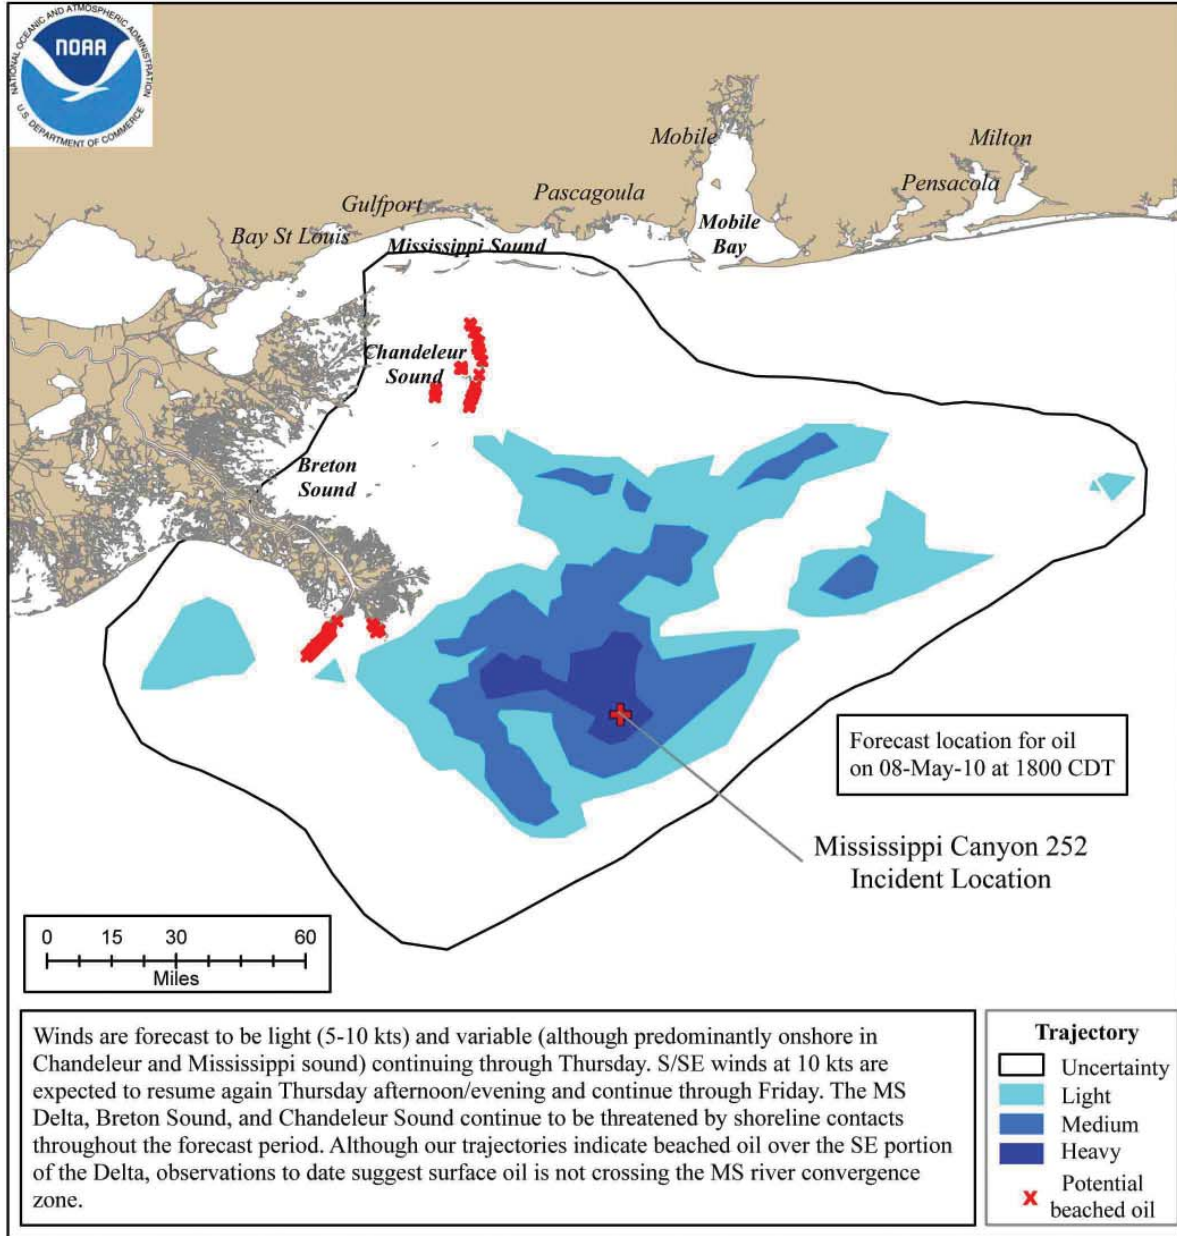 NATIONAL OCEANIC AND ATMOSPHERIC ADMINISTRATION
NOAA
U.S. DEPARTMENT OF COMMERCE
Mobile
Milton
Pensacola
Pascagoula
Gulfport
Mobile
Bay
Bay St Louis
Mississippi Sound
Chandeleur
Sound
Breton
Sound
Forecast location for oil
on 08-May-10 at 1800 CDT
Mississippi Canyon 252
Incident Location
0 15 30 60
Miles
Winds are forecast to be light (5-10 kts) and variable (although predominantly onshore in
Chandeleur and Mississippi sound) continuing through Thursday. S/SE winds at 10 kts are
expected to resume again Thursday afternoon/evening and continue through Friday. The MS
Delta, Breton Sound, and Chandeleur Sound continue to be threatened by shoreline contacts
throughout the forecast period. Although our trajectories indicate beached oil over the SE portion
of the Delta, observations to date suggest surface oil is not crossing the MS river convergence
zone.
Trajectory
Uncertainty
Light
Medium
Heavy
x Potential
beached oil